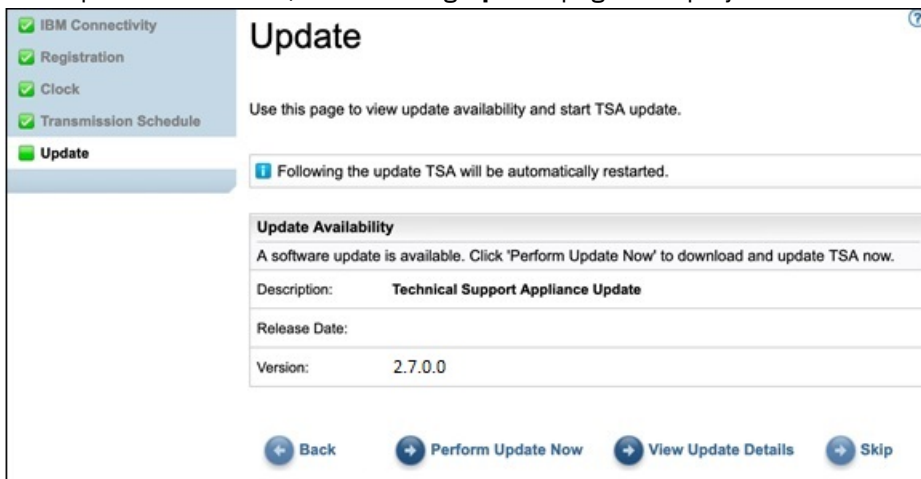 IBM Connectivity
Registration
Clock
Transmission Schedule
Update
Update
?
Use this page to view update availability and start TSA update.
Following the update TSA will be automatically restarted.
Update Availability
A software update is available. Click 'Perform Update Now' to download and update TSA now.
Description: Technical Support Appliance Update
Release Date:
Version: 2.7.0.0
Back Perform Update Now View Update Details Skip